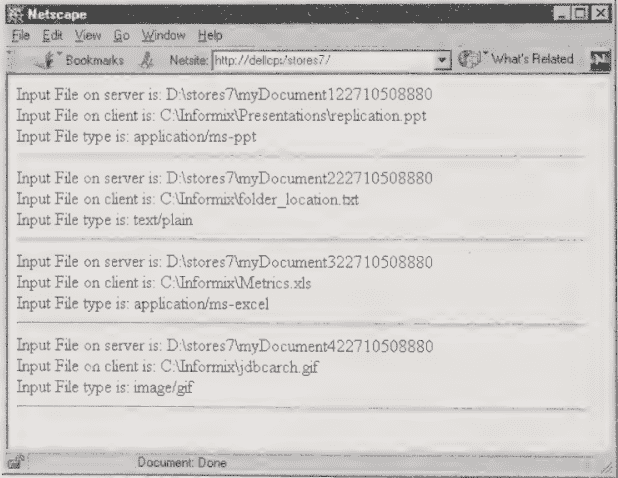 Netscape
File Edit View Go Window Help
Bookmarks Netsite: http://dellcpi/stores7/ What's Related
Input File on server is: D:\stores7\myDocument122710508880
Input File on client is: C:\Informix\Presentations\replication.ppt
Input File type is: application/ms-ppt
Input File on server is: D:\stores7\myDocument222710508880
Input File on client is: C:\Informix\folder_location.txt
Input File type is: text/plain
Input File on server is: D:\stores7\myDocument322710508880
Input File on client is: C:\Informix\Metrics.xls
Input File type is: application/ms-excel
Input File on server is: D:\stores7\myDocument422710508880
Input File on client is: C:\Informix\jdbcarch.gif
Input File type is: image/gif
Document: Done